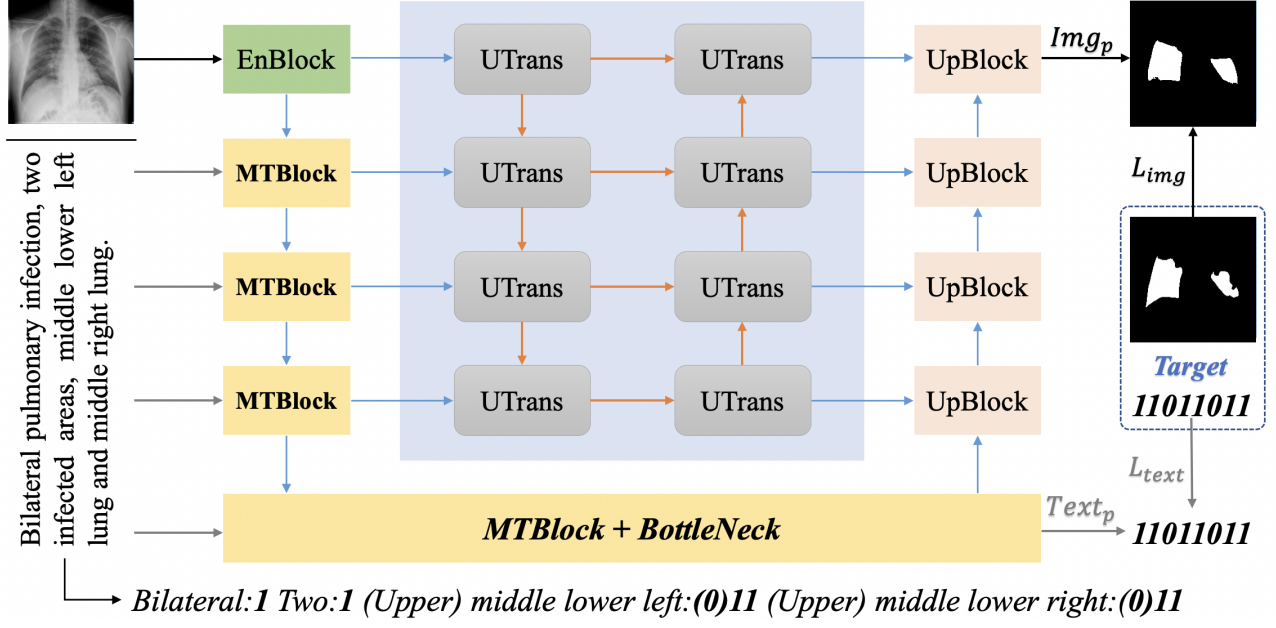 Bilateral pulmonary infection, two
infected areas, middle lower left
lung and middle right lung.
EnBlock
UTrans
UTrans
UpBlock
Img_p
MTBlock
UTrans
UTrans
UpBlock
L_img
MTBlock
UTrans
UTrans
UpBlock
Target
MTBlock
UTrans
UTrans
UpBlock
11011011
L_text
MTBlock + BottleNeck
Text_p
11011011
Bilateral:1 Two:1 (Upper) middle lower left:(0)11 (Upper) middle lower right:(0)11